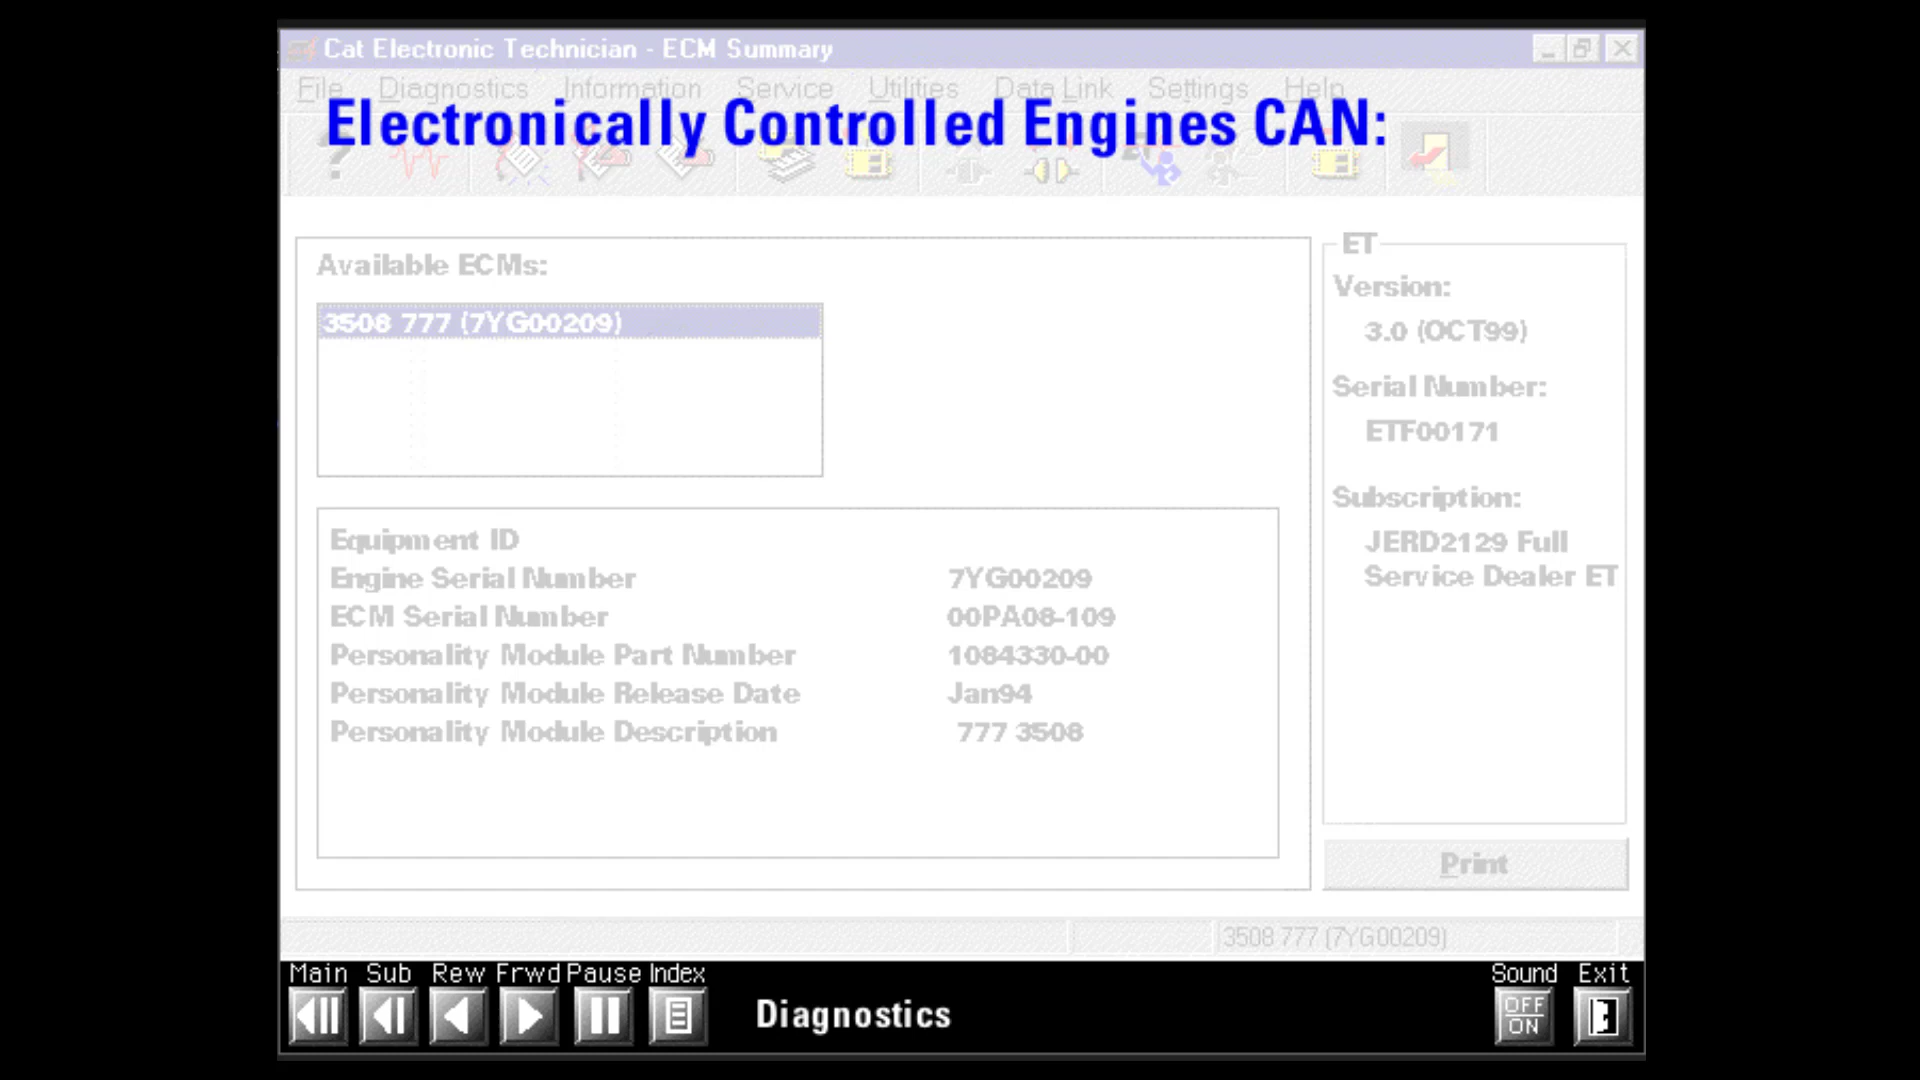 Cat Electronic Technician - ECM Summary
File Diagnostics Information Service Utilities Data Link Settings Help
Electronically Controlled Engines CAN:
Available ECMs:
3508 777 (7YG00209)
Equipment ID
Engine Serial Number 7YG00209
ECM Serial Number 00PA08-109
Personality Module Part Number 1084330-00
Personality Module Release Date Jan94
Personality Module Description 777 3508
ET
Version:
3.0 (OCT99)
Serial Number:
ETF00171
Subscription:
JERD2129 Full
Service Dealer ET
Print
3508 777 (7YG00209)
Main Sub Rew Frwd Pause Index
Diagnostics
Sound Exit
OFF
ON